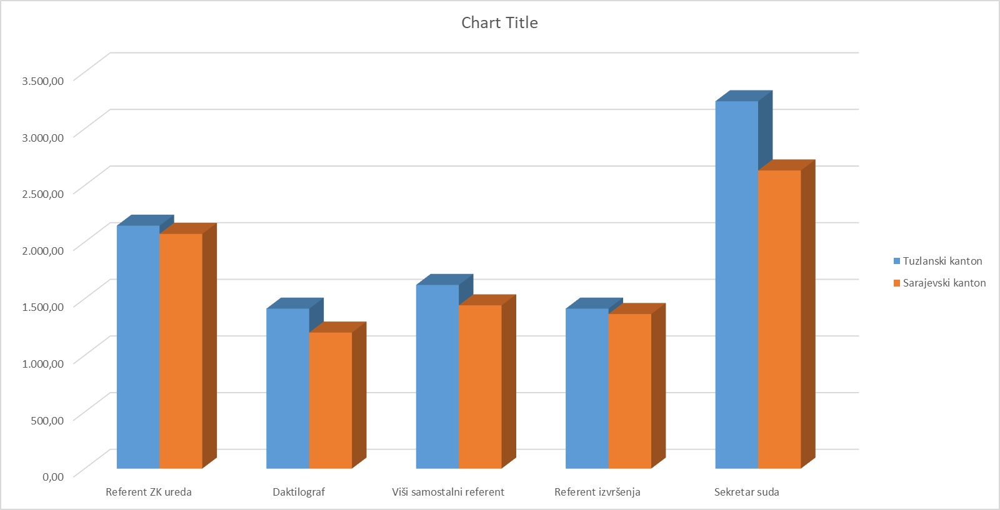 Chart Title
3.500,00
3.000,00
2.500,00
2.000,00
1.500,00
1.000,00
500,00
0,00
Referent ZK ureda
Daktilograf
Viši samostalni referent
Referent izvršenja
Sekretar suda
Tuzlanski kanton
Sarajevski kanton